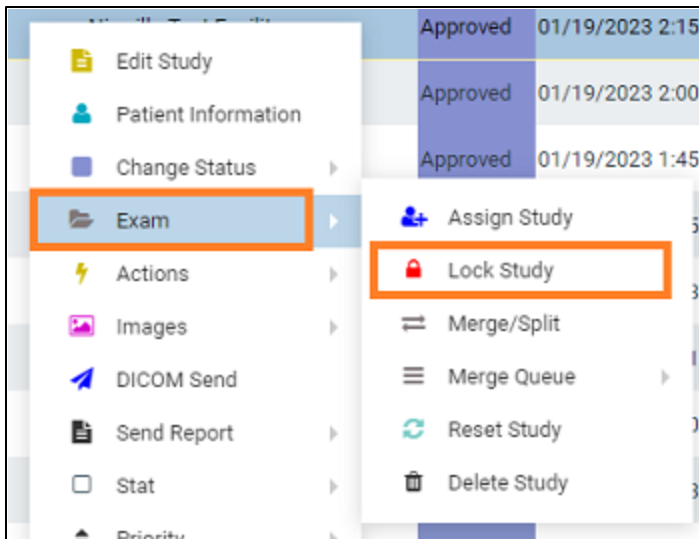 Approved 01/19/2023 2:15
Edit Study
Approved 01/19/2023 2:00
Patient Information
Change Status
Approved 01/19/2023 1:45
Exam
Assign Study
Actions
Lock Study
Images
Merge/Split
DICOM Send
Merge Queue
Send Report
Reset Study
Stat
Delete Study
Priority